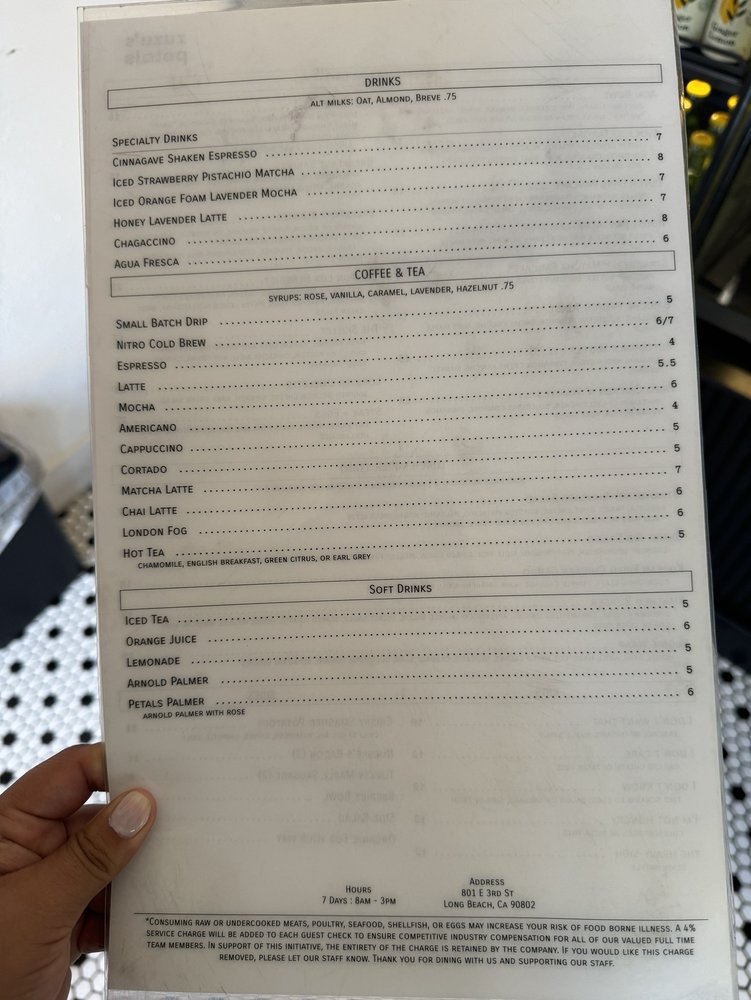 DRINKS
ALT MILKS: OAT, ALMOND, BREVE .75
SPECIALTY DRINKS
CINNAGAVE SHAKEN ESPRESSO 7
ICED STRAWBERRY PISTACHIO MATCHA 8
ICED ORANGE FOAM LAVENDER MOCHA 7
HONEY LAVENDER LATTE 7
CHAGACCINO 8
AGUA FRESCA 6
COFFEE & TEA
SYRUPS: ROSE, VANILLA, CARAMEL, LAVENDER, HAZELNUT .75
SMALL BATCH DRIP 5
NITRO COLD BREW 6/7
ESPRESSO 4
LATTE 5.5
MOCHA 6
AMERICANO 4
CAPPUCCINO 5
CORTADO 5
MATCHA LATTE 7
CHAI LATTE 6
LONDON FOG 6
HOT TEA 5
CHAMOMILE, ENGLISH BREAKFAST, GREEN CITRUS, OR EARL GREY
SOFT DRINKS
ICED TEA 5
ORANGE JUICE 6
LEMONADE 5
ARNOLD PALMER 5
PETALS PALMER 6
ARNOLD PALMER WITH ROSE
HOURS
7 DAYS : 8AM - 3PM
ADDRESS
801 E 3RD ST
LONG BEACH, CA 90802
*CONSUMING RAW OR UNDERCOOKED MEATS, POULTRY, SEAFOOD, SHELLFISH, OR EGGS MAY INCREASE YOUR RISK OF FOOD BORNE ILLNESS. A 4%
SERVICE CHARGE WILL BE ADDED TO EACH GUEST CHECK TO ENSURE COMPETITIVE INDUSTRY COMPENSATION FOR ALL OF OUR VALUED FULL TIME
TEAM MEMBERS. IN SUPPORT OF THIS INITIATIVE, THE ENTIRETY OF THE CHARGE IS RETAINED BY THE COMPANY. IF YOU WOULD LIKE THIS CHARGE
REMOVED, PLEASE LET OUR STAFF KNOW. THANK YOU FOR DINING WITH US AND SUPPORTING OUR STAFF.